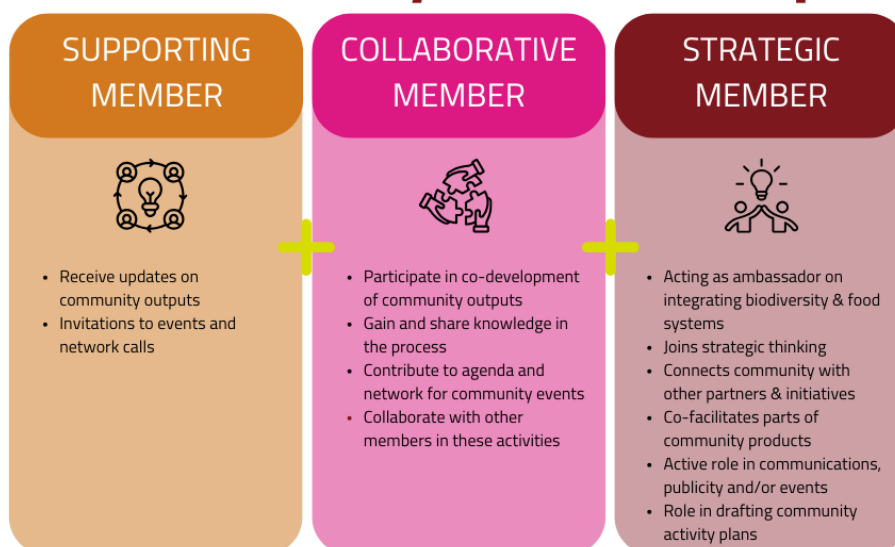 SUPPORTING
MEMBER
• Receive updates on
community outputs
• Invitations to events and
network calls
COLLABORATIVE
MEMBER
• Participate in co-development
of community outputs
• Gain and share knowledge in
the process
• Contribute to agenda and
network for community events
• Collaborate with other
members in these activities
STRATEGIC
MEMBER
• Acting as ambassador on
integrating biodiversity & food
systems
• Joins strategic thinking
• Connects community with
other partners & initiatives
• Co-facilitates parts of
community products
• Active role in communications,
publicity and/or events
• Role in drafting community
activity plans